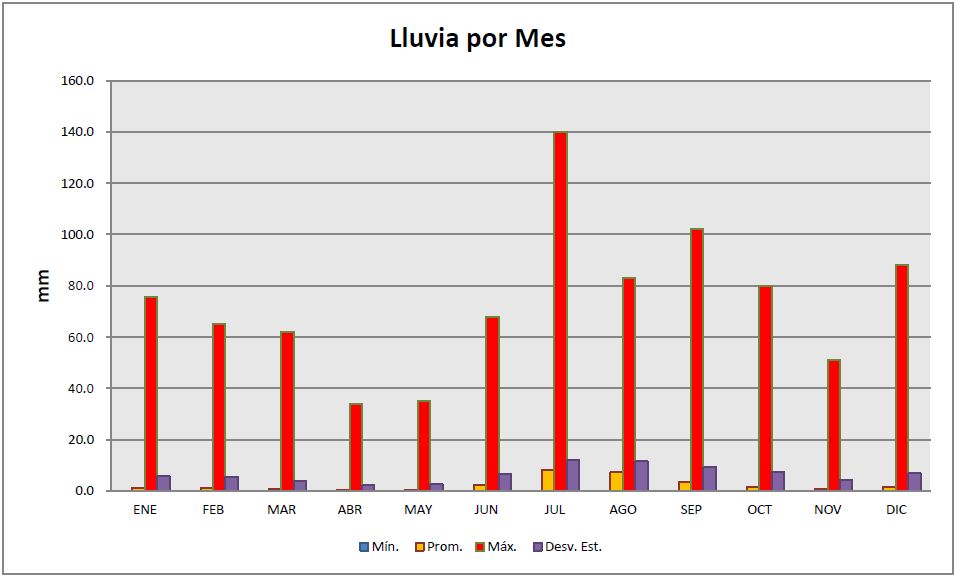 Lluvia por Mes
160.0
140.0
120.0
100.0
80.0
60.0
40.0
20.0
0.0
mm
ENE FEB MAR ABR MAY JUN JUL AGO SEP OCT NOV DIC
Mín. Prom. Máx. Desv. Est.